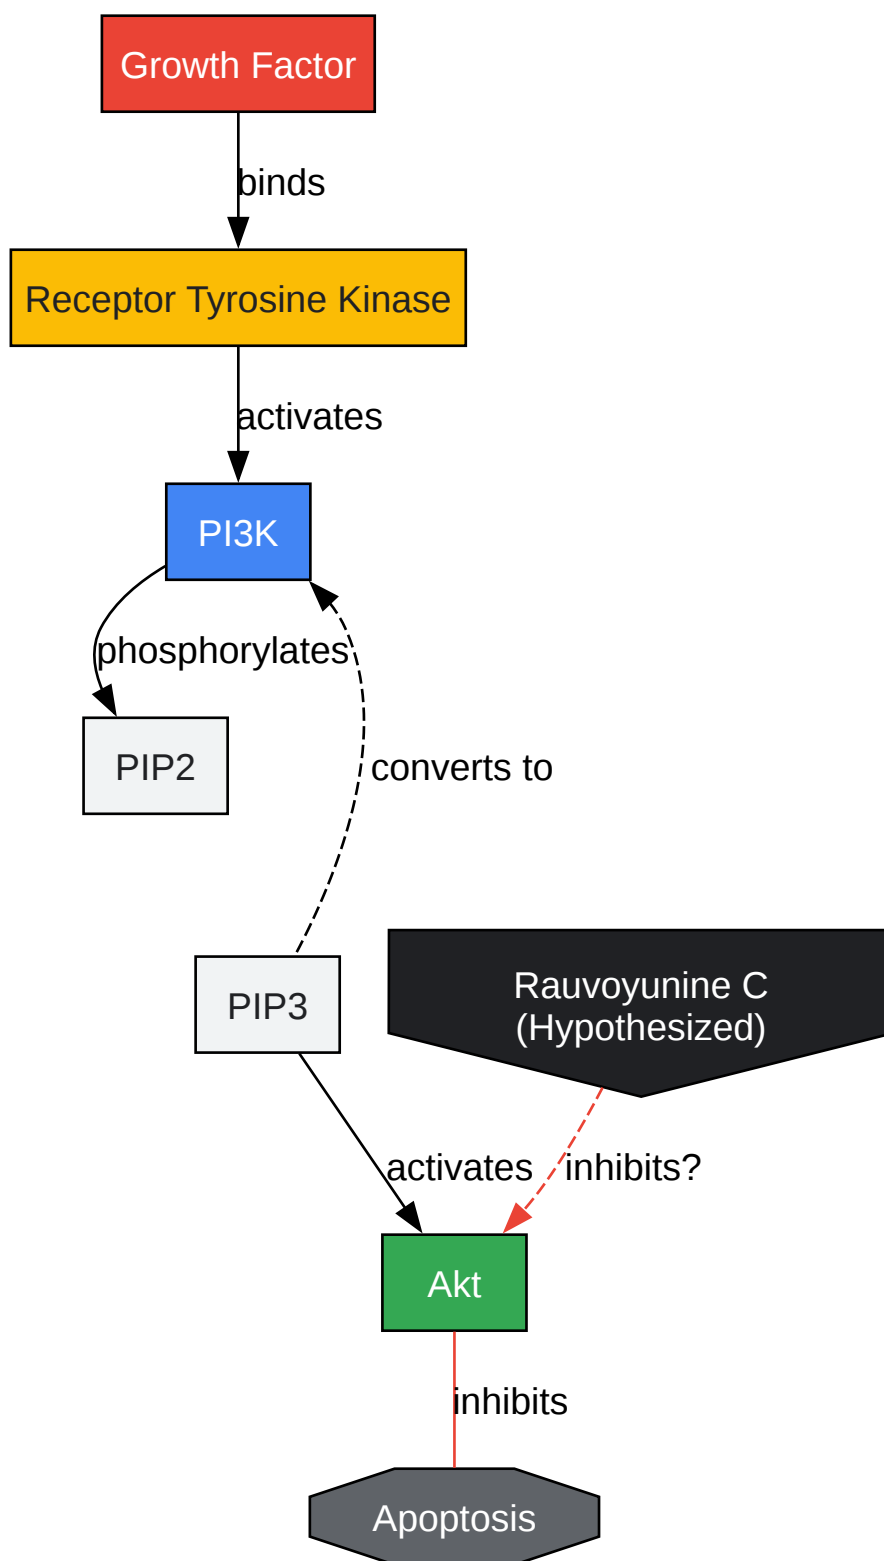 Growth Factor
binds
Receptor Tyrosine Kinase
activates
PI3K
phosphorylates
PIP2
converts to
PIP3
Rauvoyunine C
(Hypothesized)
activates
inhibits?
Akt
inhibits
Apoptosis